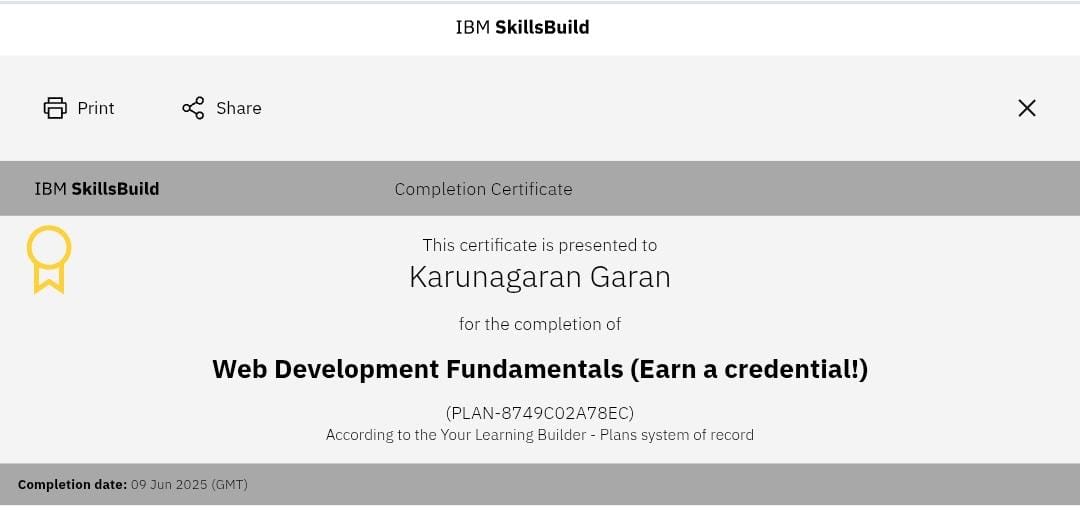 IBM SkillsBuild
Print Share
IBM SkillsBuild Completion Certificate
This certificate is presented to
Karunagaran Garan
for the completion of
Web Development Fundamentals (Earn a credential!)
(PLAN-8749C02A78EC)
According to the Your Learning Builder - Plans system of record
Completion date: 09 Jun 2025 (GMT)